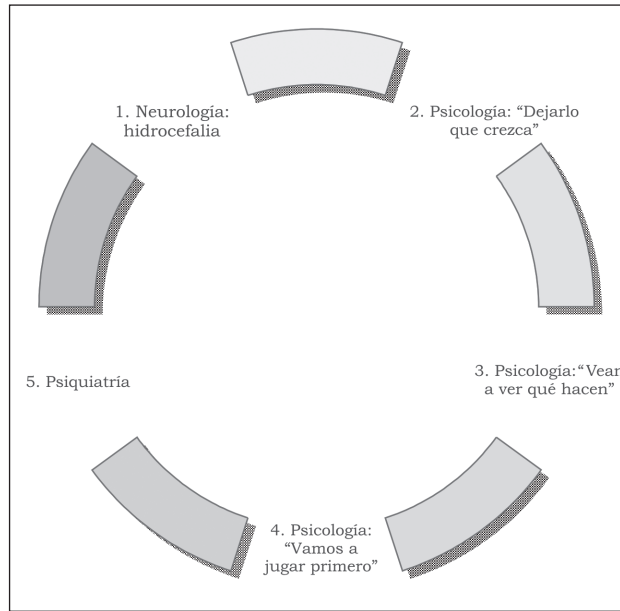 1. Neurología:
hidrocefalia
2. Psicología: “Dejarlo
que crezca”
3. Psicología:“Vean
a ver qué hacen”
4. Psicología:
“Vamos a
jugar primero”
5. Psiquiatría